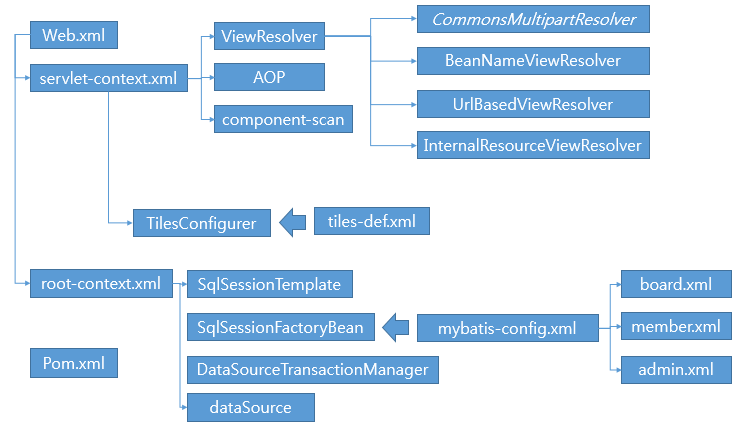 Web.xml
servlet-context.xml
ViewResolver
AOP
component-scan
CommonsMultipartResolver
BeanNameViewResolver
UrlBasedViewResolver
InternalResourceViewResolver
TilesConfigurer
tiles-def.xml
root-context.xml
SqlSessionTemplate
SqlSessionFactoryBean
DataSourceTransactionManager
dataSource
mybatis-config.xml
board.xml
member.xml
admin.xml
Pom.xml